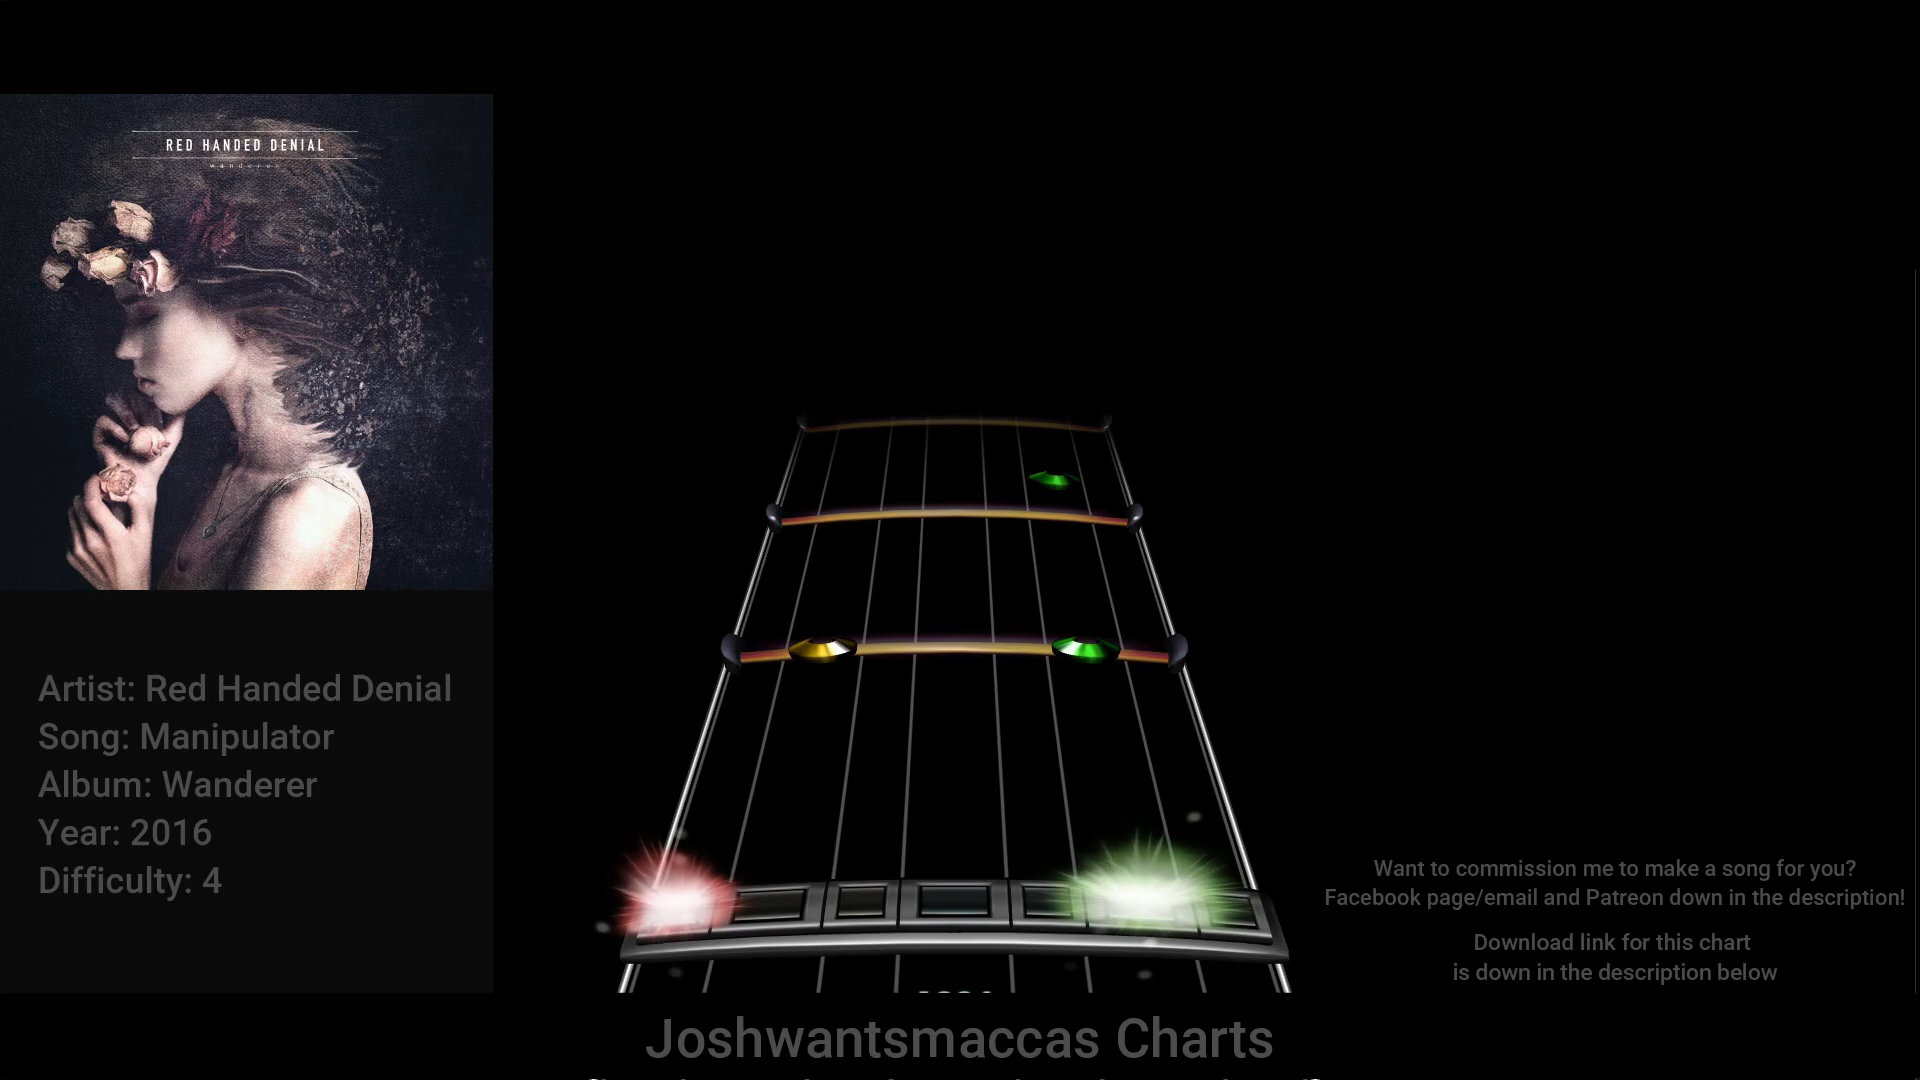 RED HANDED DENIAL
wanderer
Artist: Red Handed Denial
Song: Manipulator
Album: Wanderer
Year: 2016
Difficulty: 4
Want to commission me to make a song for you?
Facebook page/email and Patreon down in the description!
Download link for this chart
is down in the description below
Joshwantsmaccas Charts